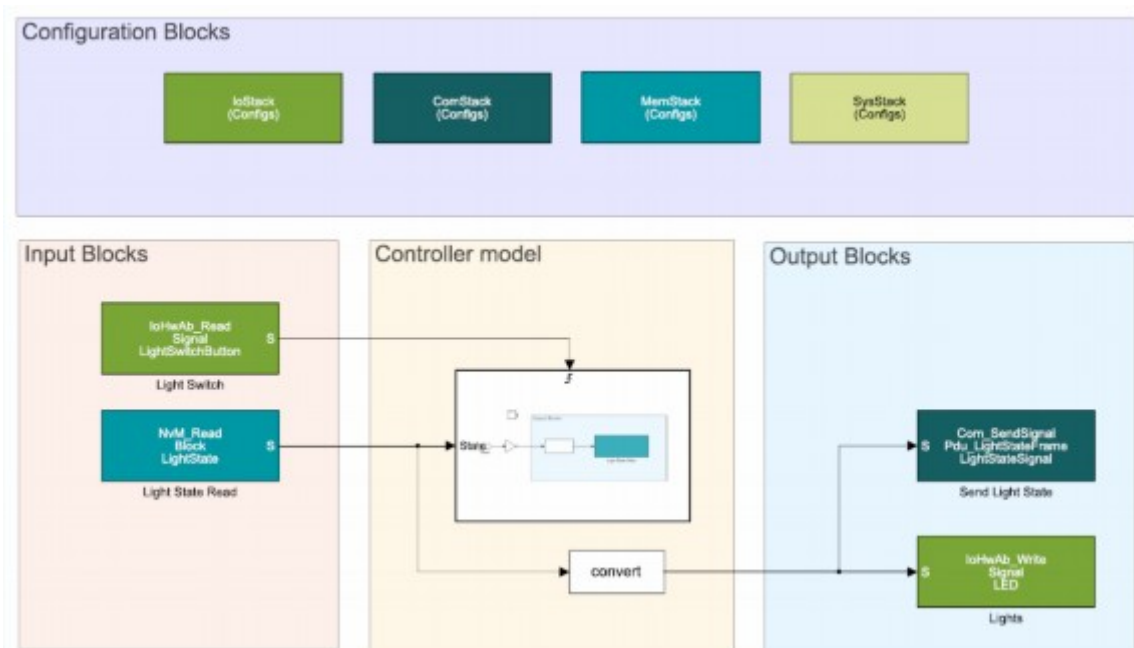 Configuration Blocks
IoStack
(Configs)
ComStack
(Configs)
MemStack
(Configs)
SysStack
(Configs)
Input Blocks
IoHwAb_Read
Signal
LightSwitchButton
S
Light Switch
NvM_Read
Block
LightState
S
Light State Read
Controller model
State
convert
Output Blocks
S
Com_SendSignal
Pdu_LightStateFrame
LightStateSignal
Send Light State
S
IoHwAb_Write
Signal
LED
Lights